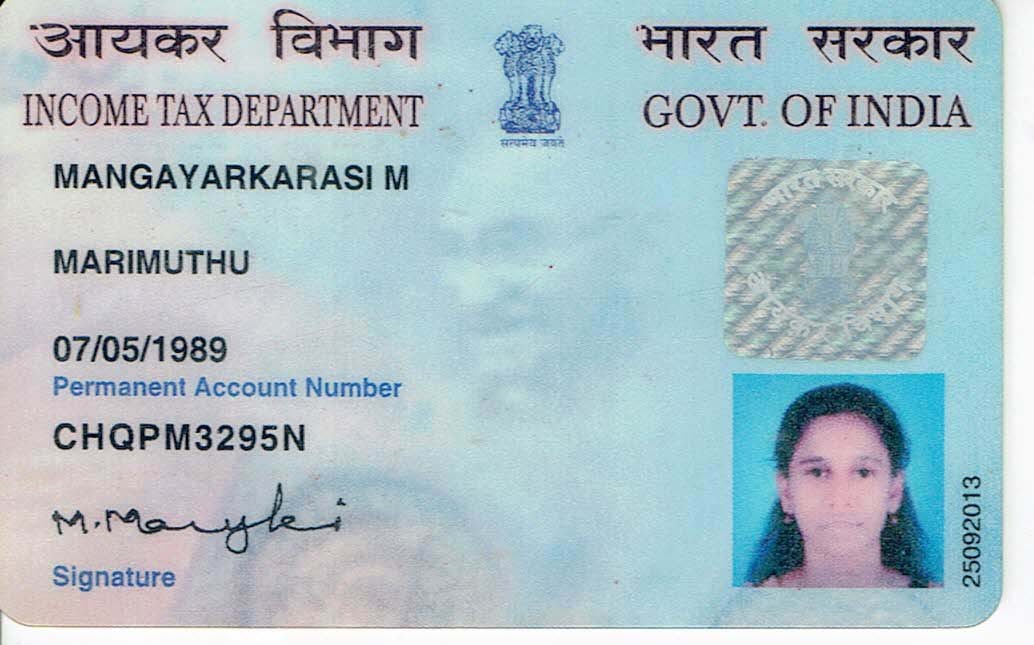 आयकर विभाग
भारत सरकार
INCOME TAX DEPARTMENT
GOVT. OF INDIA
सत्यमेव जयते
MANGAYARKARASI M
भारत सरकार
MARIMUTHU
आयकर विभाग
07/05/1989
Permanent Account Number
CHQPM3295N
25092013
Signature